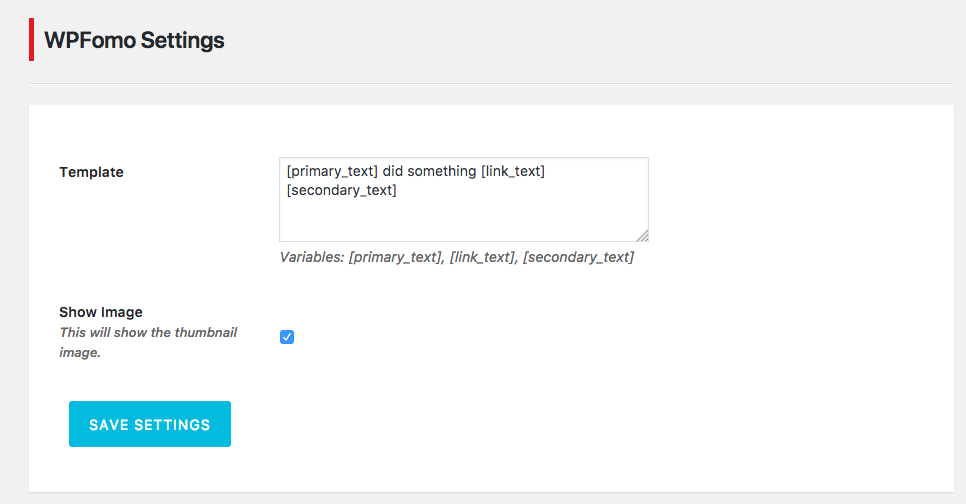 WPFomo Settings
Template
[primary_text] did something [link_text]
[secondary_text]
Variables: [primary_text], [link_text], [secondary_text]
Show Image
This will show the thumbnail
image.
SAVE SETTINGS